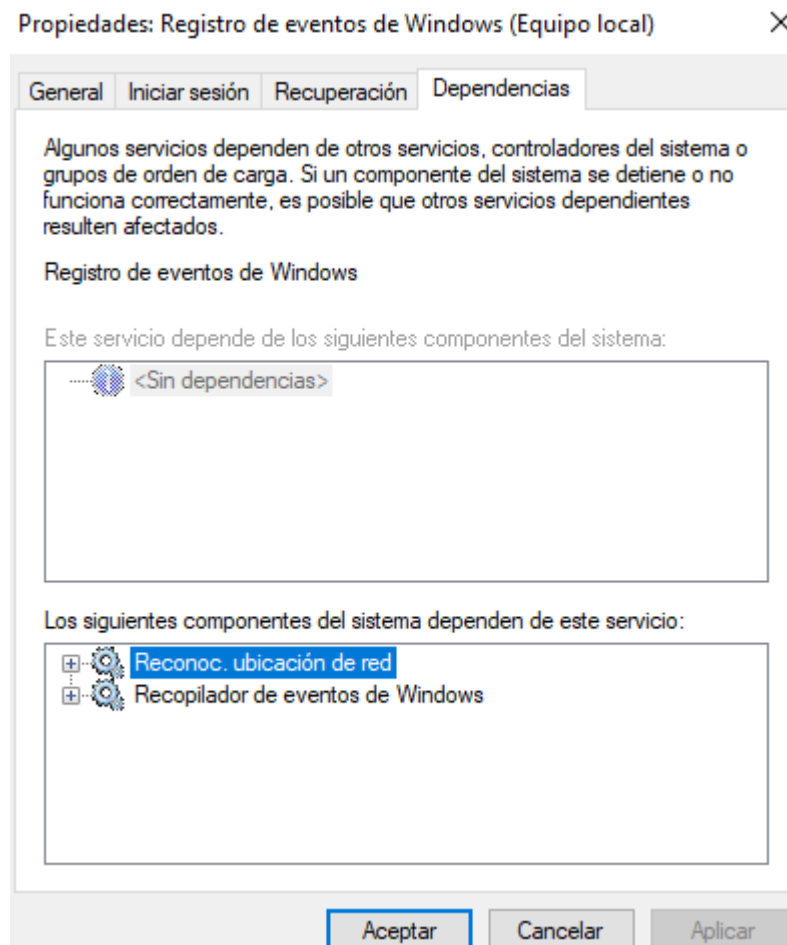 Propiedades: Registro de eventos de Windows (Equipo local)
General Iniciar sesión Recuperación Dependencias
Algunos servicios dependen de otros servicios, controladores del sistema o
grupos de orden de carga. Si un componente del sistema se detiene o no
funciona correctamente, es posible que otros servicios dependientes
resulten afectados.
Registro de eventos de Windows
Este servicio depende de los siguientes componentes del sistema:
<Sin dependencias>
Los siguientes componentes del sistema dependen de este servicio:
Reconoc. ubicación de red
Recopilador de eventos de Windows
Aceptar Cancelar Aplicar